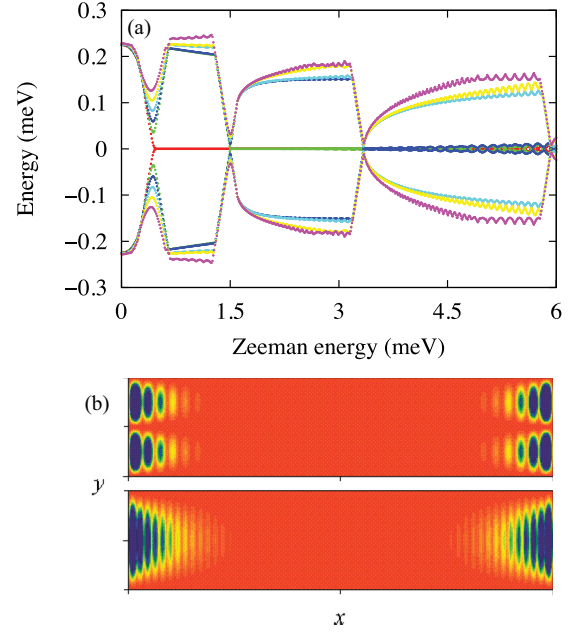 (a)
0.3
0.2
0.1
0
−0.1
−0.2
−0.3
Energy (meV)
0 1.5 3 4.5 6
Zeeman energy (meV)
(b)
y
x